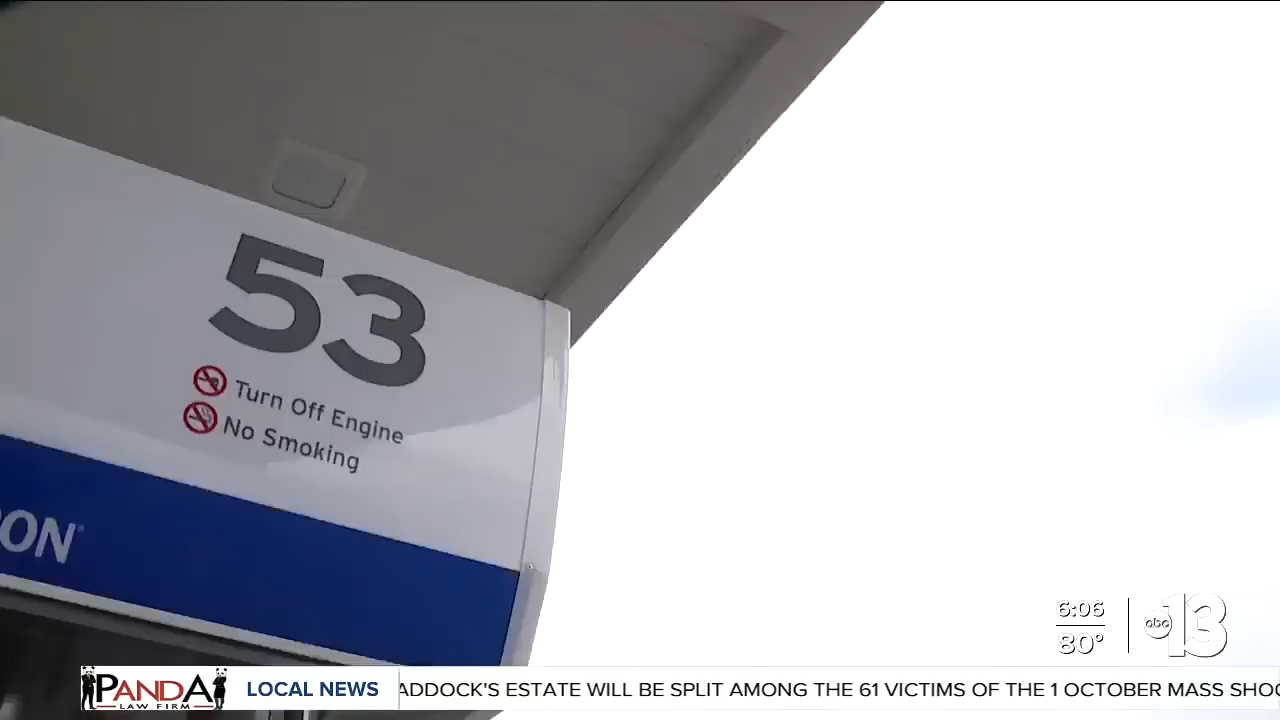 53
Turn Off Engine
No Smoking
ON
6:06
80°
abc 13
PANDA
LAW FIRM
LOCAL NEWS
ADDOCK'S ESTATE WILL BE SPLIT AMONG THE 61 VICTIMS OF THE 1 OCTOBER MASS SHO